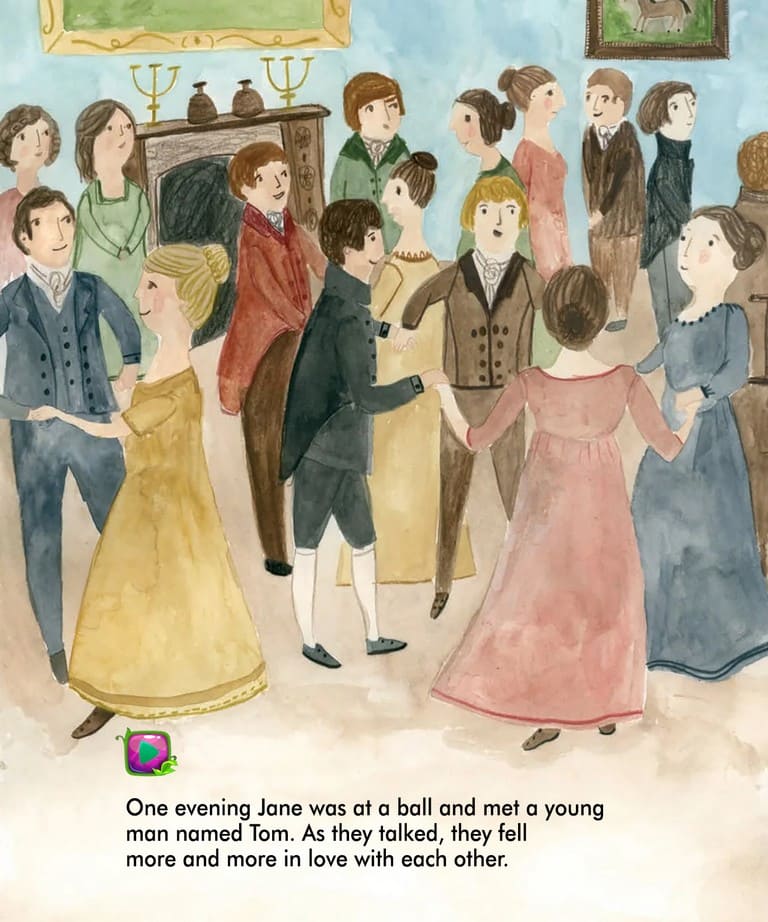 One evening Jane was at a ball and met a young
man named Tom. As they talked, they fell
more and more in love with each other.